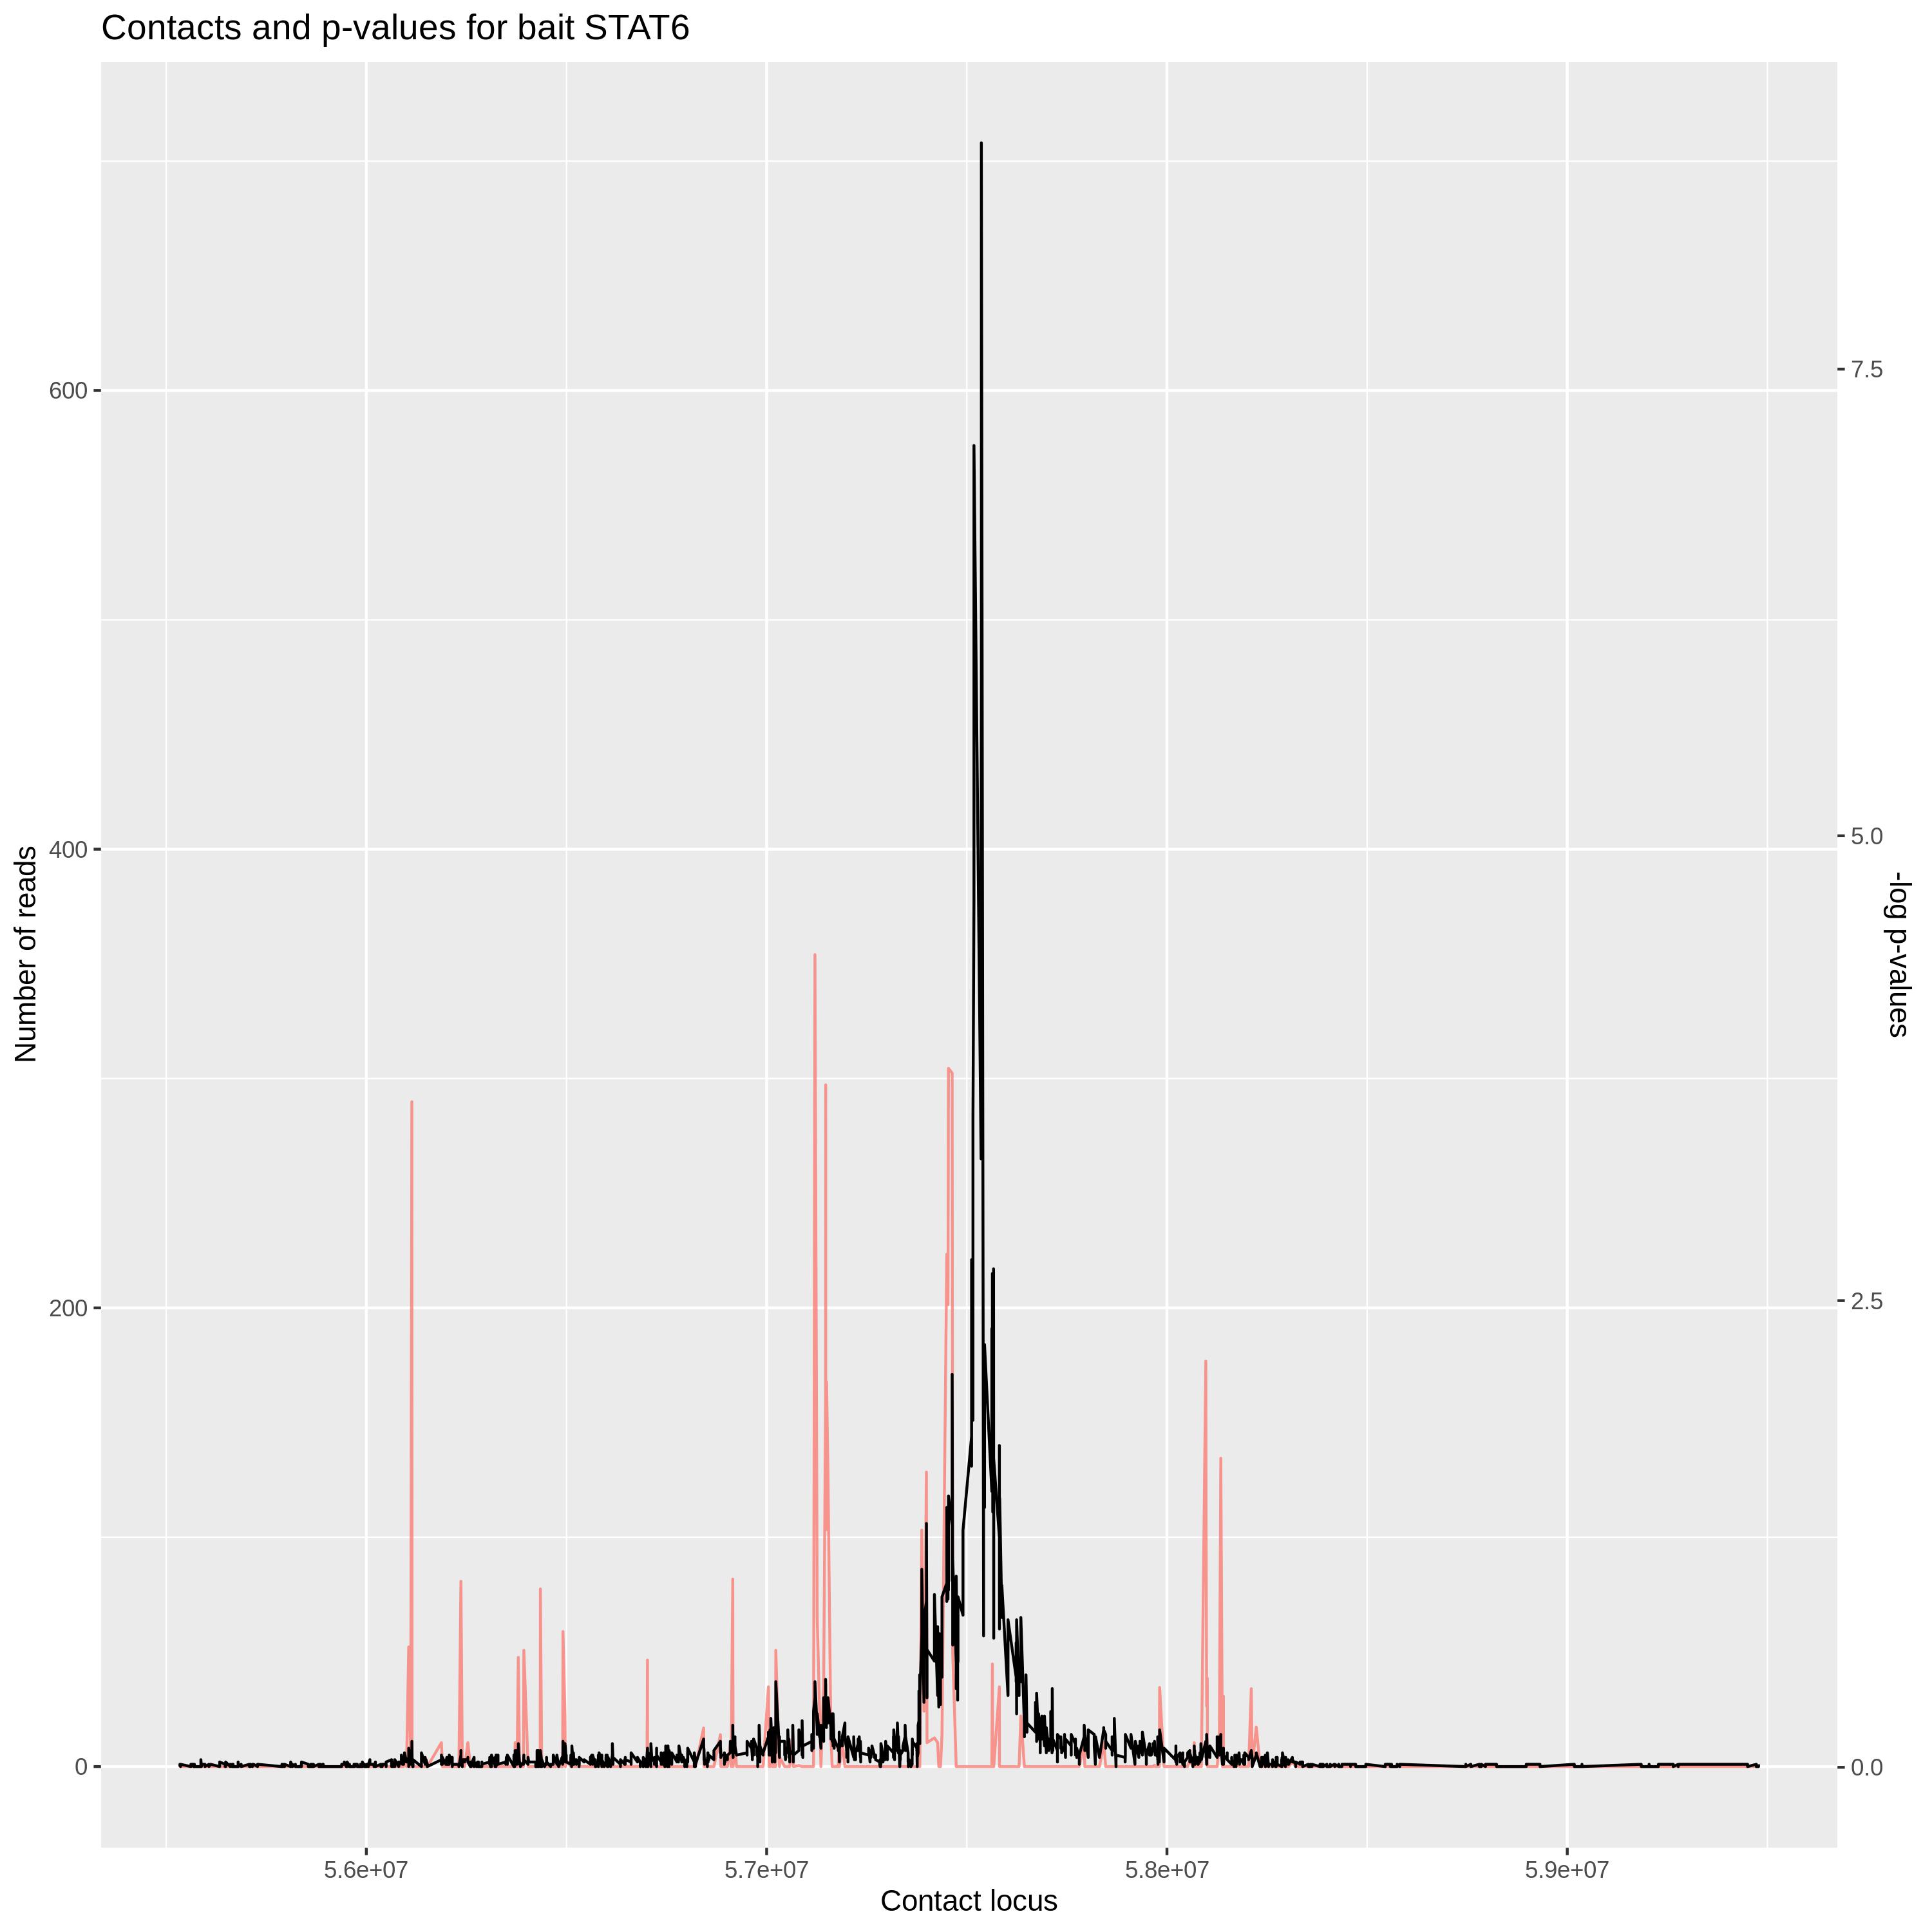 Contacts and p-values for bait STAT6
600
400
200
0
Number of reads
7.5
5.0
2.5
0.0
-log p-values
5.6e+07
5.7e+07
5.8e+07
5.9e+07
Contact locus